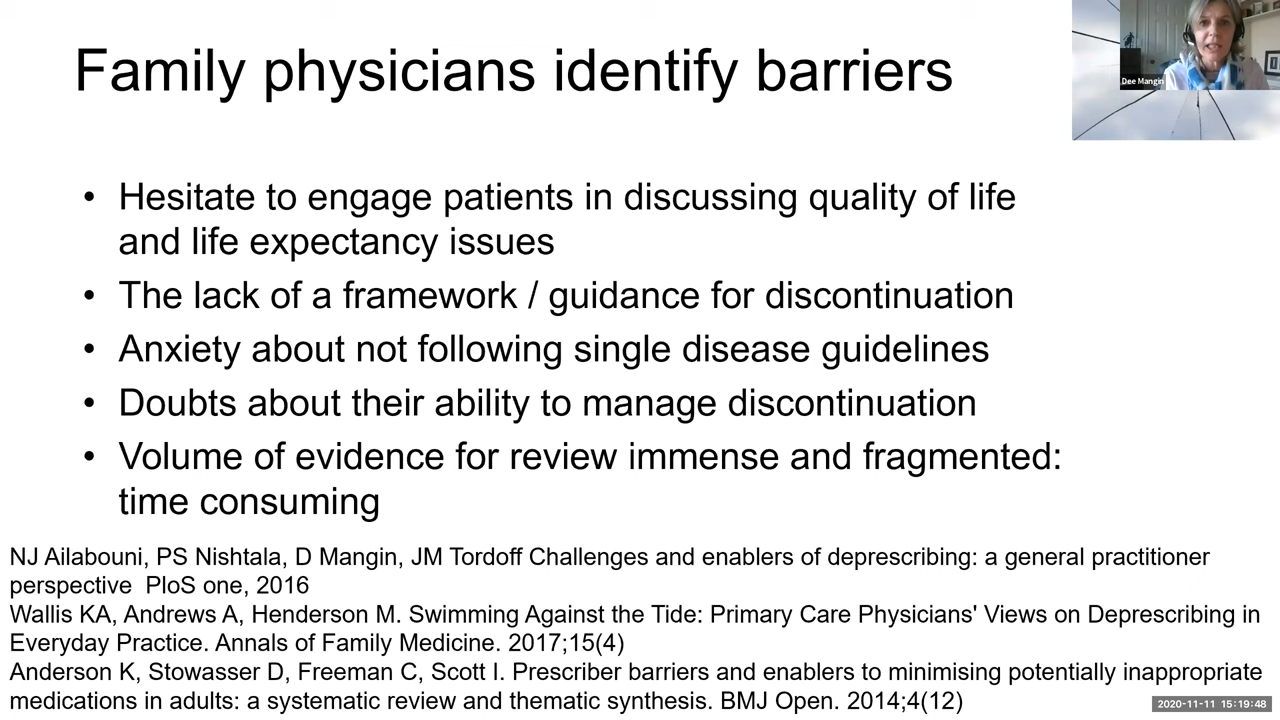 Family physicians identify barriers
Dee Mangin
• Hesitate to engage patients in discussing quality of life
and life expectancy issues
• The lack of a framework / guidance for discontinuation
• Anxiety about not following single disease guidelines
• Doubts about their ability to manage discontinuation
• Volume of evidence for review immense and fragmented:
time consuming
NJ Ailabouni, PS Nishtala, D Mangin, JM Tordoff Challenges and enablers of deprescribing: a general practitioner
perspective PloS one, 2016
Wallis KA, Andrews A, Henderson M. Swimming Against the Tide: Primary Care Physicians' Views on Deprescribing in
Everyday Practice. Annals of Family Medicine. 2017;15(4)
Anderson K, Stowasser D, Freeman C, Scott I. Prescriber barriers and enablers to minimising potentially inappropriate
medications in adults: a systematic review and thematic synthesis. BMJ Open. 2014;4(12)
2020-11-11 15:19:48